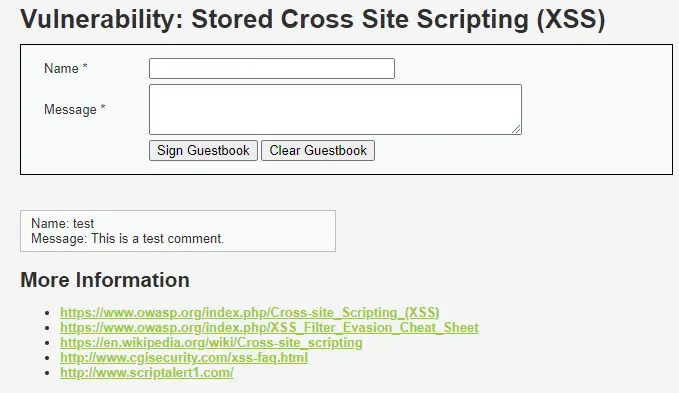 Vulnerability: Stored Cross Site Scripting (XSS)
Name *
Message *
Sign Guestbook Clear Guestbook
Name: test
Message: This is a test comment.
More Information
https://www.owasp.org/index.php/Cross-site_Scripting_(XSS)
https://www.owasp.org/index.php/XSS_Filter_Evasion_Cheat_Sheet
https://en.wikipedia.org/wiki/Cross-site_scripting
http://www.cgisecurity.com/xss-faq.html
http://www.scriptalert1.com/